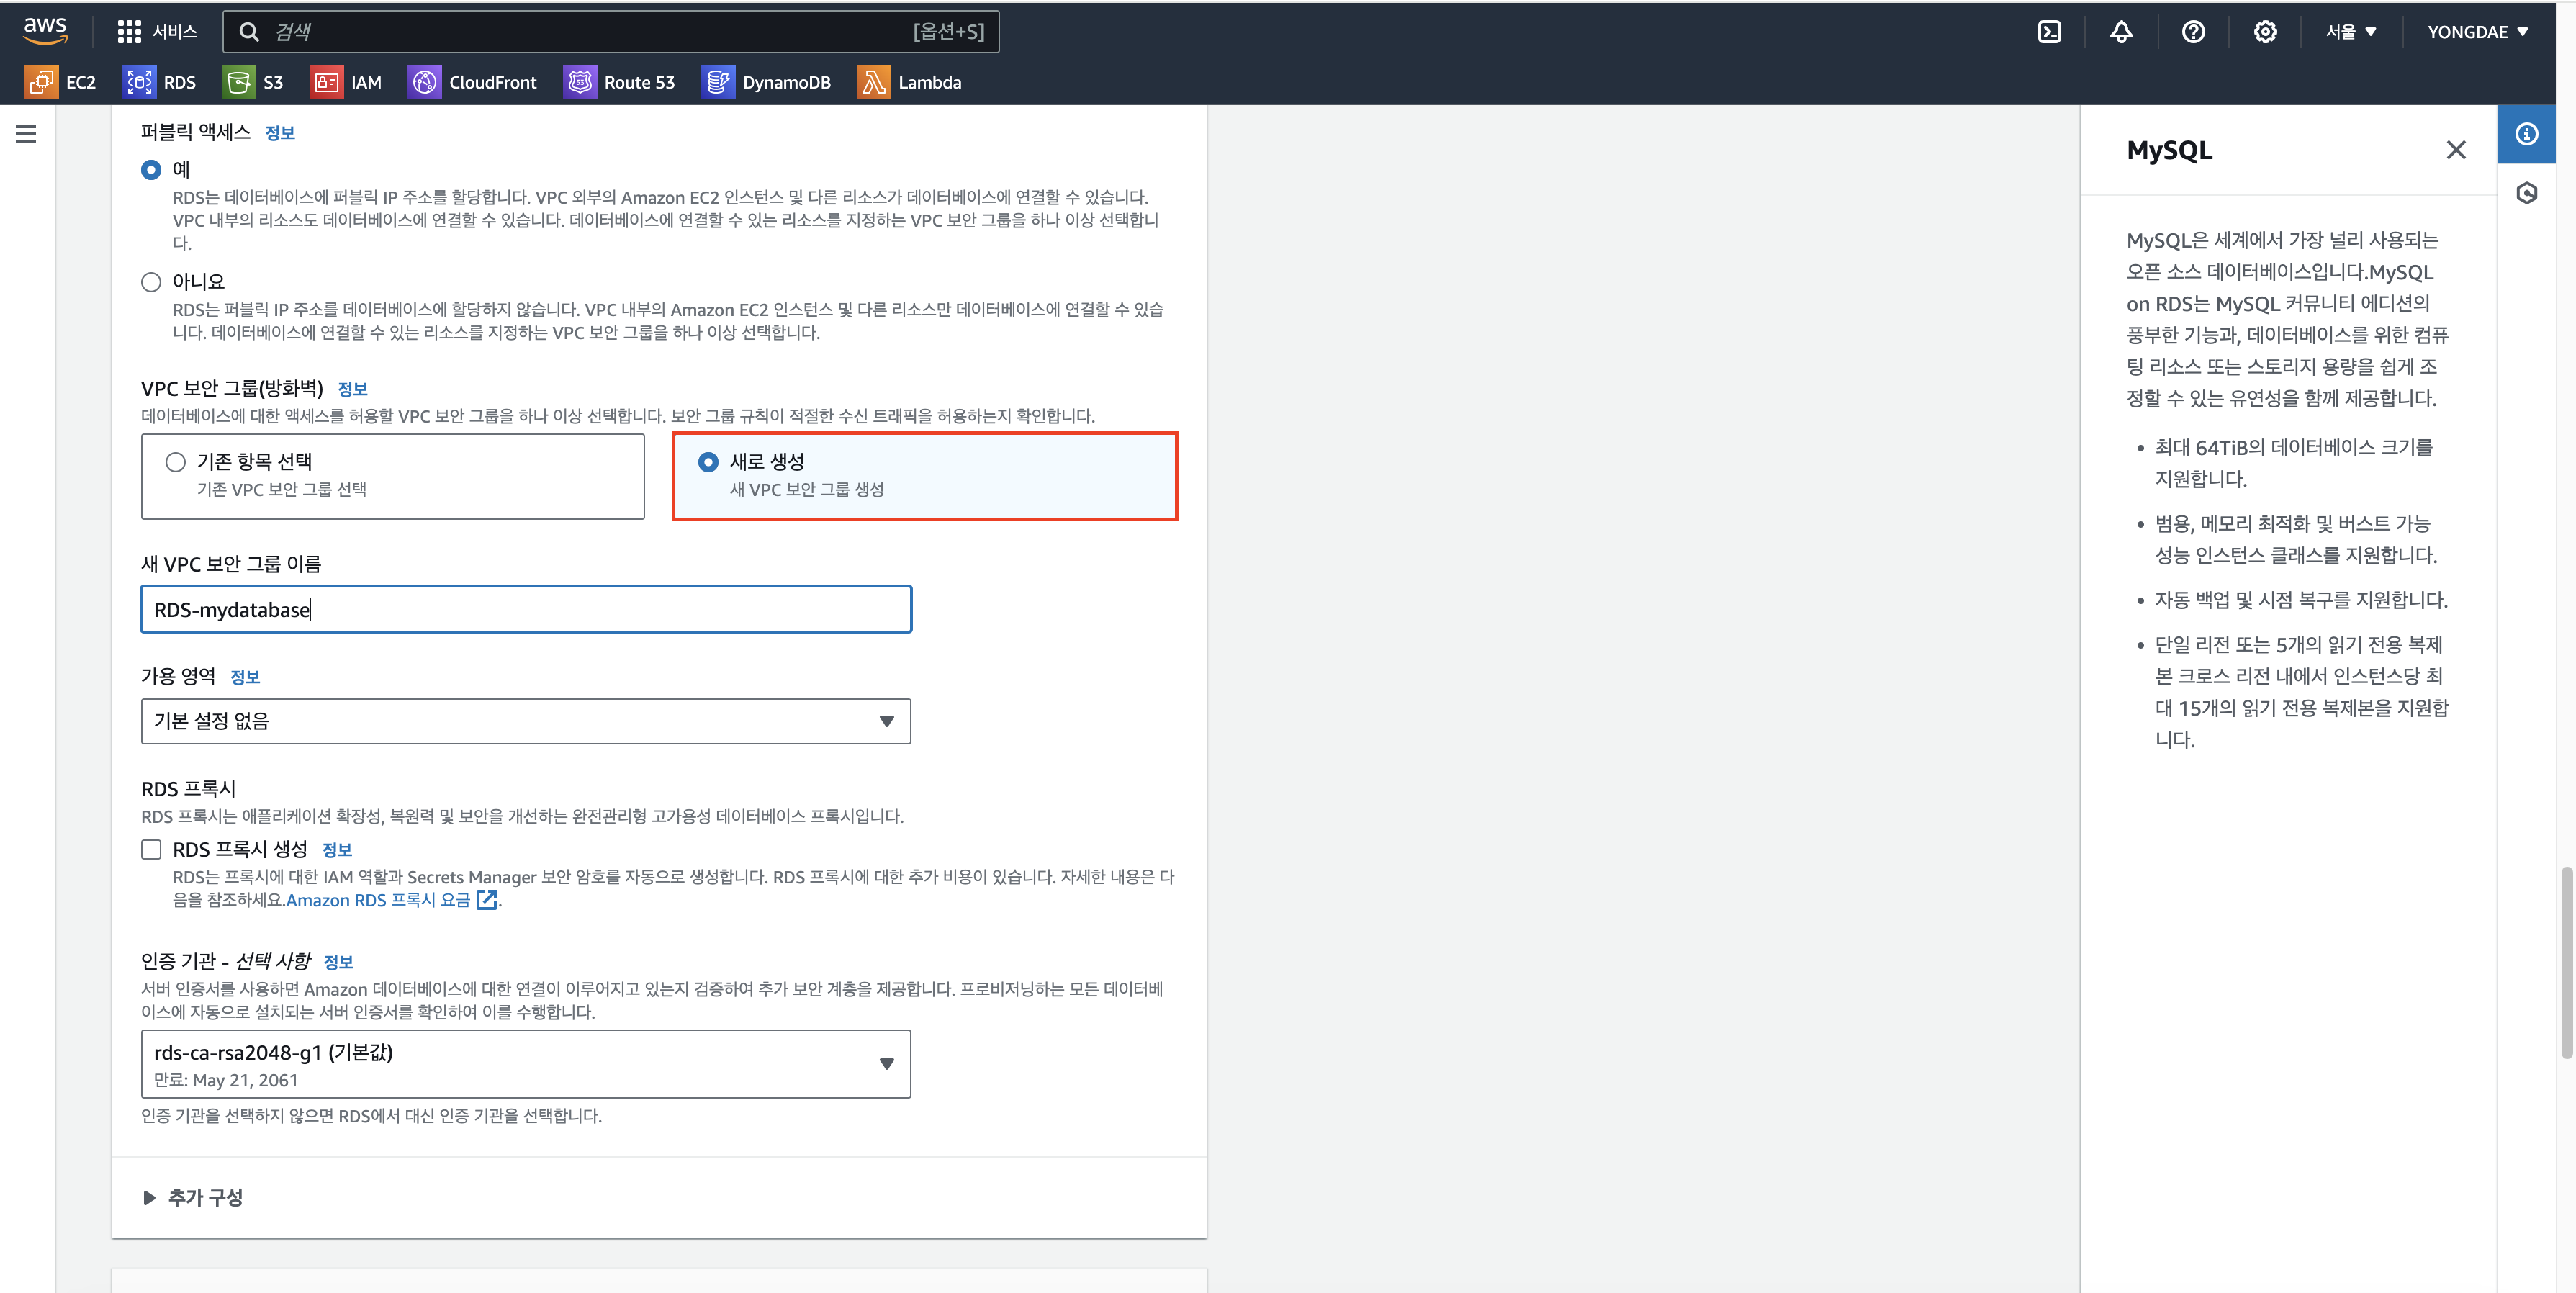 aws
서비스
검색
[옵션+S]
서울 ▼
YONGDAE ▼
EC2
RDS
S3
IAM
CloudFront
Route 53
DynamoDB
Lambda
퍼블릭 액세스 정보
예
RDS는 데이터베이스에 퍼블릭 IP 주소를 할당합니다. VPC 외부의 Amazon EC2 인스턴스 및 다른 리소스가 데이터베이스에 연결할 수 있습니다.
VPC 내부의 리소스도 데이터베이스에 연결할 수 있습니다. 데이터베이스에 연결할 수 있는 리소스를 지정하는 VPC 보안 그룹을 하나 이상 선택합니
다.
아니요
RDS는 퍼블릭 IP 주소를 데이터베이스에 할당하지 않습니다. VPC 내부의 Amazon EC2 인스턴스 및 다른 리소스만 데이터베이스에 연결할 수 있습
니다. 데이터베이스에 연결할 수 있는 리소스를 지정하는 VPC 보안 그룹을 하나 이상 선택합니다.
VPC 보안 그룹(방화벽) 정보
데이터베이스에 대한 액세스를 허용할 VPC 보안 그룹을 하나 이상 선택합니다. 보안 그룹 규칙이 적절한 수신 트래픽을 허용하는지 확인합니다.
기존 항목 선택
기존 VPC 보안 그룹 선택
새로 생성
새 VPC 보안 그룹 생성
새 VPC 보안 그룹 이름
RDS-mydatabase
가용 영역 정보
기본 설정 없음
RDS 프록시
RDS 프록시는 애플리케이션 확장성, 복원력 및 보안을 개선하는 완전관리형 고가용성 데이터베이스 프록시입니다.
RDS 프록시 생성 정보
RDS는 프록시에 대한 IAM 역할과 Secrets Manager 보안 암호를 자동으로 생성합니다. RDS 프록시에 대한 추가 비용이 있습니다. 자세한 내용은 다
음을 참조하세요.Amazon RDS 프록시 요금.
인증 기관 - 선택 사항 정보
서버 인증서를 사용하면 Amazon 데이터베이스에 대한 연결이 이루어지고 있는지 검증하여 추가 보안 계층을 제공합니다. 프로비저닝하는 모든 데이터베
이스에 자동으로 설치되는 서버 인증서를 확인하여 이를 수행합니다.
rds-ca-rsa2048-g1 (기본값)
만료: May 21, 2061
인증 기관을 선택하지 않으면 RDS에서 대신 인증 기관을 선택합니다.
추가 구성
MySQL
MySQL은 세계에서 가장 널리 사용되는
오픈 소스 데이터베이스입니다.MySQL
on RDS는 MySQL 커뮤니티 에디션의
풍부한 기능과, 데이터베이스를 위한 컴퓨
팅 리소스 또는 스토리지 용량을 쉽게 조
정할 수 있는 유연성을 함께 제공합니다.
• 최대 64TiB의 데이터베이스 크기를
지원합니다.
• 범용, 메모리 최적화 및 버스트 가능
성능 인스턴스 클래스를 지원합니다.
• 자동 백업 및 시점 복구를 지원합니다.
• 단일 리전 또는 5개의 읽기 전용 복제
본 크로스 리전 내에서 인스턴스당 최
대 15개의 읽기 전용 복제본을 지원합
니다.